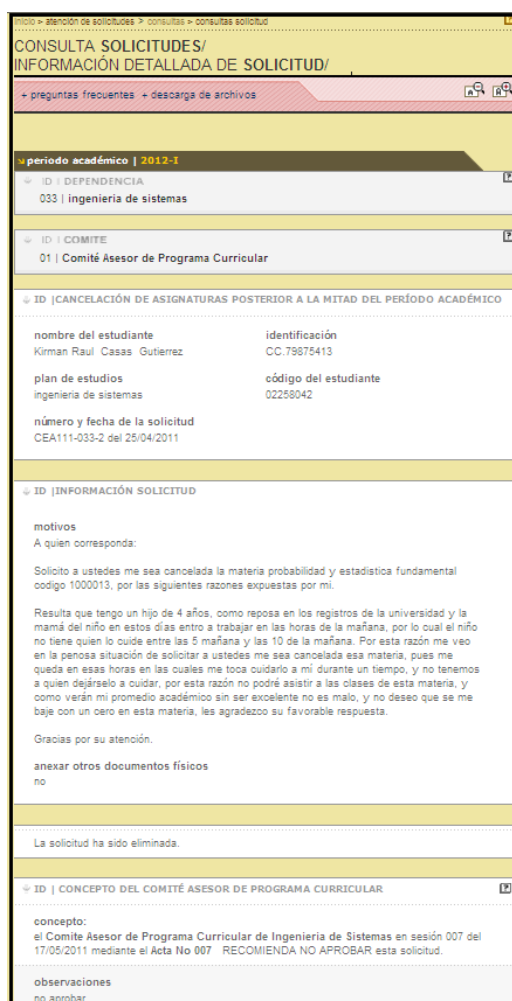 inicio » atención de solicitudes > consultas » consultas solicitud
CONSULTA SOLICITUDES/
INFORMACIÓN DETALLADA DE SOLICITUD/
+ preguntas frecuentes + descarga de archivos
periodo académico | 2012-I
ID | DEPENDENCIA
033 | ingenieria de sistemas
ID | COMITE
01 | Comité Asesor de Programa Curricular
ID |CANCELACIÓN DE ASIGNATURAS POSTERIOR A LA MITAD DEL PERÍODO ACADÉMICO
nombre del estudiante identificación
Kirman Raul Casas Gutierrez CC.79875413
plan de estudios código del estudiante
ingenieria de sistemas 02258042
número y fecha de la solicitud
CEA111-033-2 del 25/04/2011
ID |INFORMACIÓN SOLICITUD
motivos
A quien corresponda:
Solicito a ustedes me sea cancelada la materia probabilidad y estadistica fundamental
codigo 1000013, por las siguientes razones expuestas por mi.
Resulta que tengo un hijo de 4 años, como reposa en los registros de la universidad y la
mamá del niño en estos días entro a trabajar en las horas de la mañana, por lo cual el niño
no tiene quien lo cuide entre las 5 mañana y las 10 de la mañana. Por esta razón me veo
en la penosa situación de solicitar a ustedes me sea cancelada esa materia, pues me
queda en esas horas en las cuales me toca cuidarlo a mí durante un tiempo, y no tenemos
a quien dejárselo a cuidar, por esta razón no podré asistir a las clases de esta materia, y
como verán mi promedio académico sin ser excelente no es malo, y no deseo que se me
baje con un cero en esta materia, les agradezco su favorable respuesta.
Gracias por su atención.
anexar otros documentos físicos
no
La solicitud ha sido eliminada.
ID | CONCEPTO DEL COMITÉ ASESOR DE PROGRAMA CURRICULAR
concepto:
el Comite Asesor de Programa Curricular de Ingenieria de Sistemas en sesión 007 del
17/05/2011 mediante el Acta No 007 RECOMIENDA NO APROBAR esta solicitud.
observaciones
no aprobar